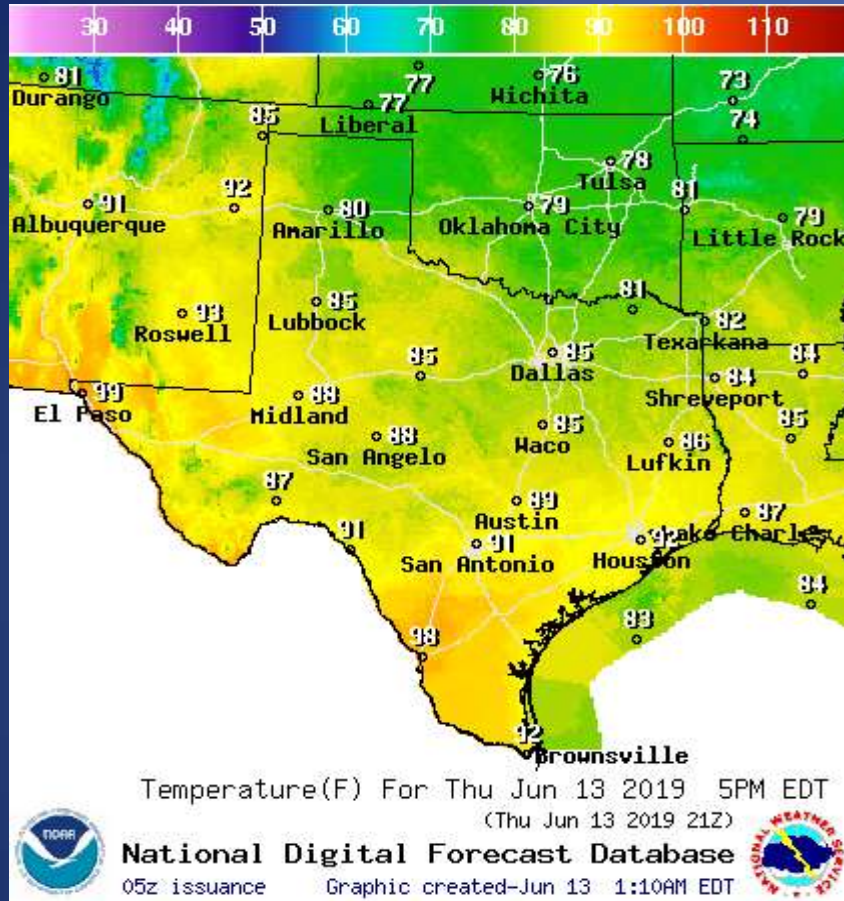 30 40 50 60 70 80 90 100 110
81
Durango
77
76
Wichita
73
77
Liberal
74
85
78
Tulsa
91
Albuquerque
92
80
Amarillo
79
Oklahoma City
81
79
Little Rock
93
Roswell
85
Lubbock
81
82
Texarkana
85
85
Dallas
84
Shreveport
84
99
El Paso
88
Midland
88
San Angelo
85
Waco
86
Lufkin
85
87
89
Austin
87
Lake Charles
91
91
San Antonio
92
Houston
84
83
98
92
Brownsville
Temperature(F) For Thu Jun 13 2019 5PM EDT
(Thu Jun 13 2019 21Z)
NOAA
National Digital Forecast Database
NATIONAL WEATHER SERVICE
05z issuance Graphic created-Jun 13 1:10AM EDT